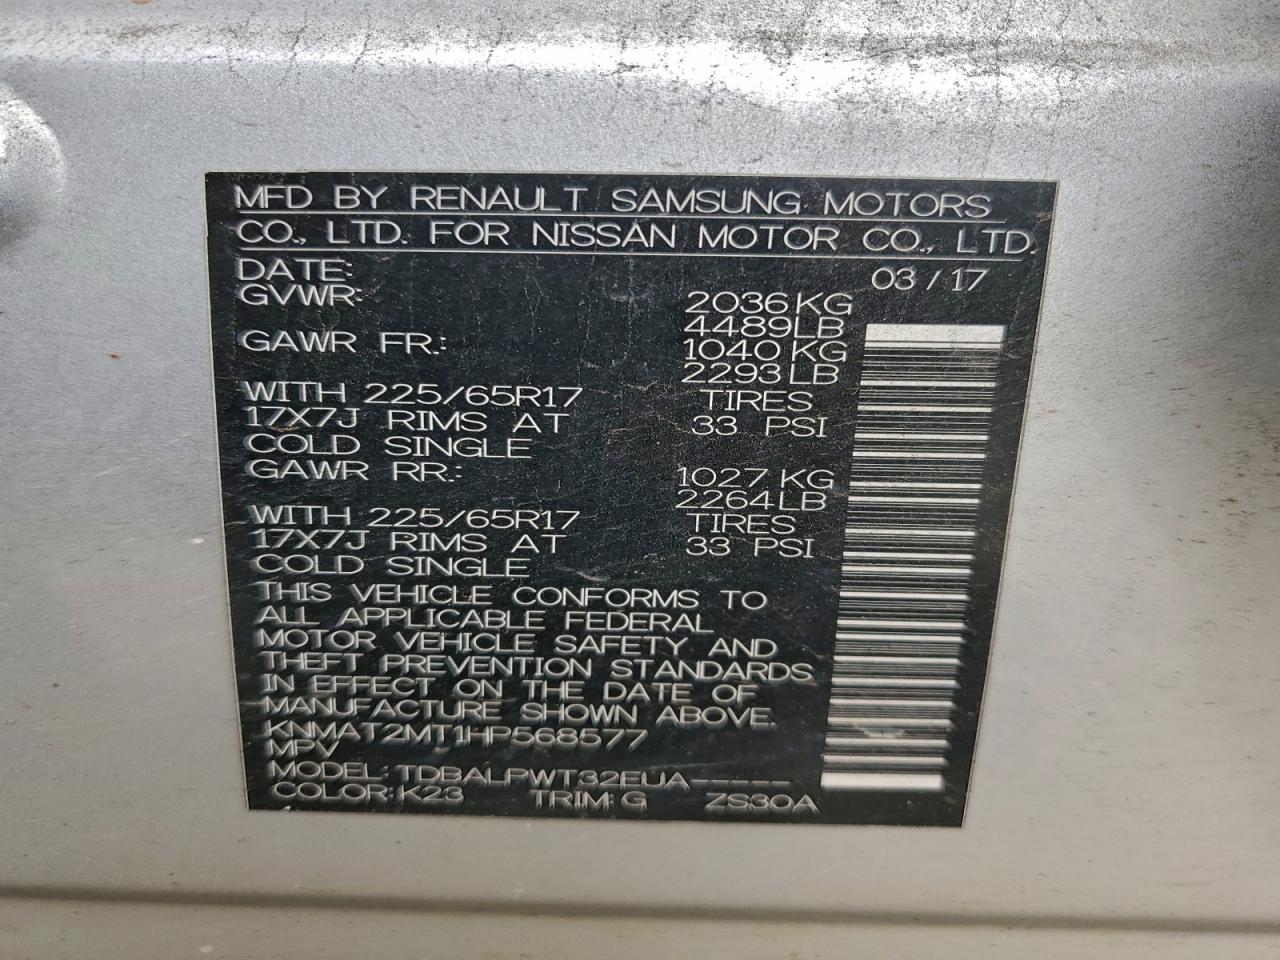 MFD BY RENAULT SAMSUNG MOTORS
CO., LTD. FOR NISSAN MOTOR CO., LTD.
DATE: 03 / 17
GVWR: 2036 KG
4489 LB
GAWR FR.: 1040 KG
2293 LB
WITH 225/65R17 TIRES
17X7J RIMS AT 33 PSI
COLD SINGLE
GAWR RR.: 1027 KG
2264 LB
WITH 225/65R17 TIRES
17X7J RIMS AT 33 PSI
COLD SINGLE
THIS VEHICLE CONFORMS TO
ALL APPLICABLE FEDERAL
MOTOR VEHICLE SAFETY AND
THEFT PREVENTION STANDARDS
IN EFFECT ON THE DATE OF
MANUFACTURE SHOWN ABOVE.
KNMAT2MT1HP568577
MPV
MODEL: TDBALPWT32EUA-----
COLOR: K23 TRIM: G ZS30A